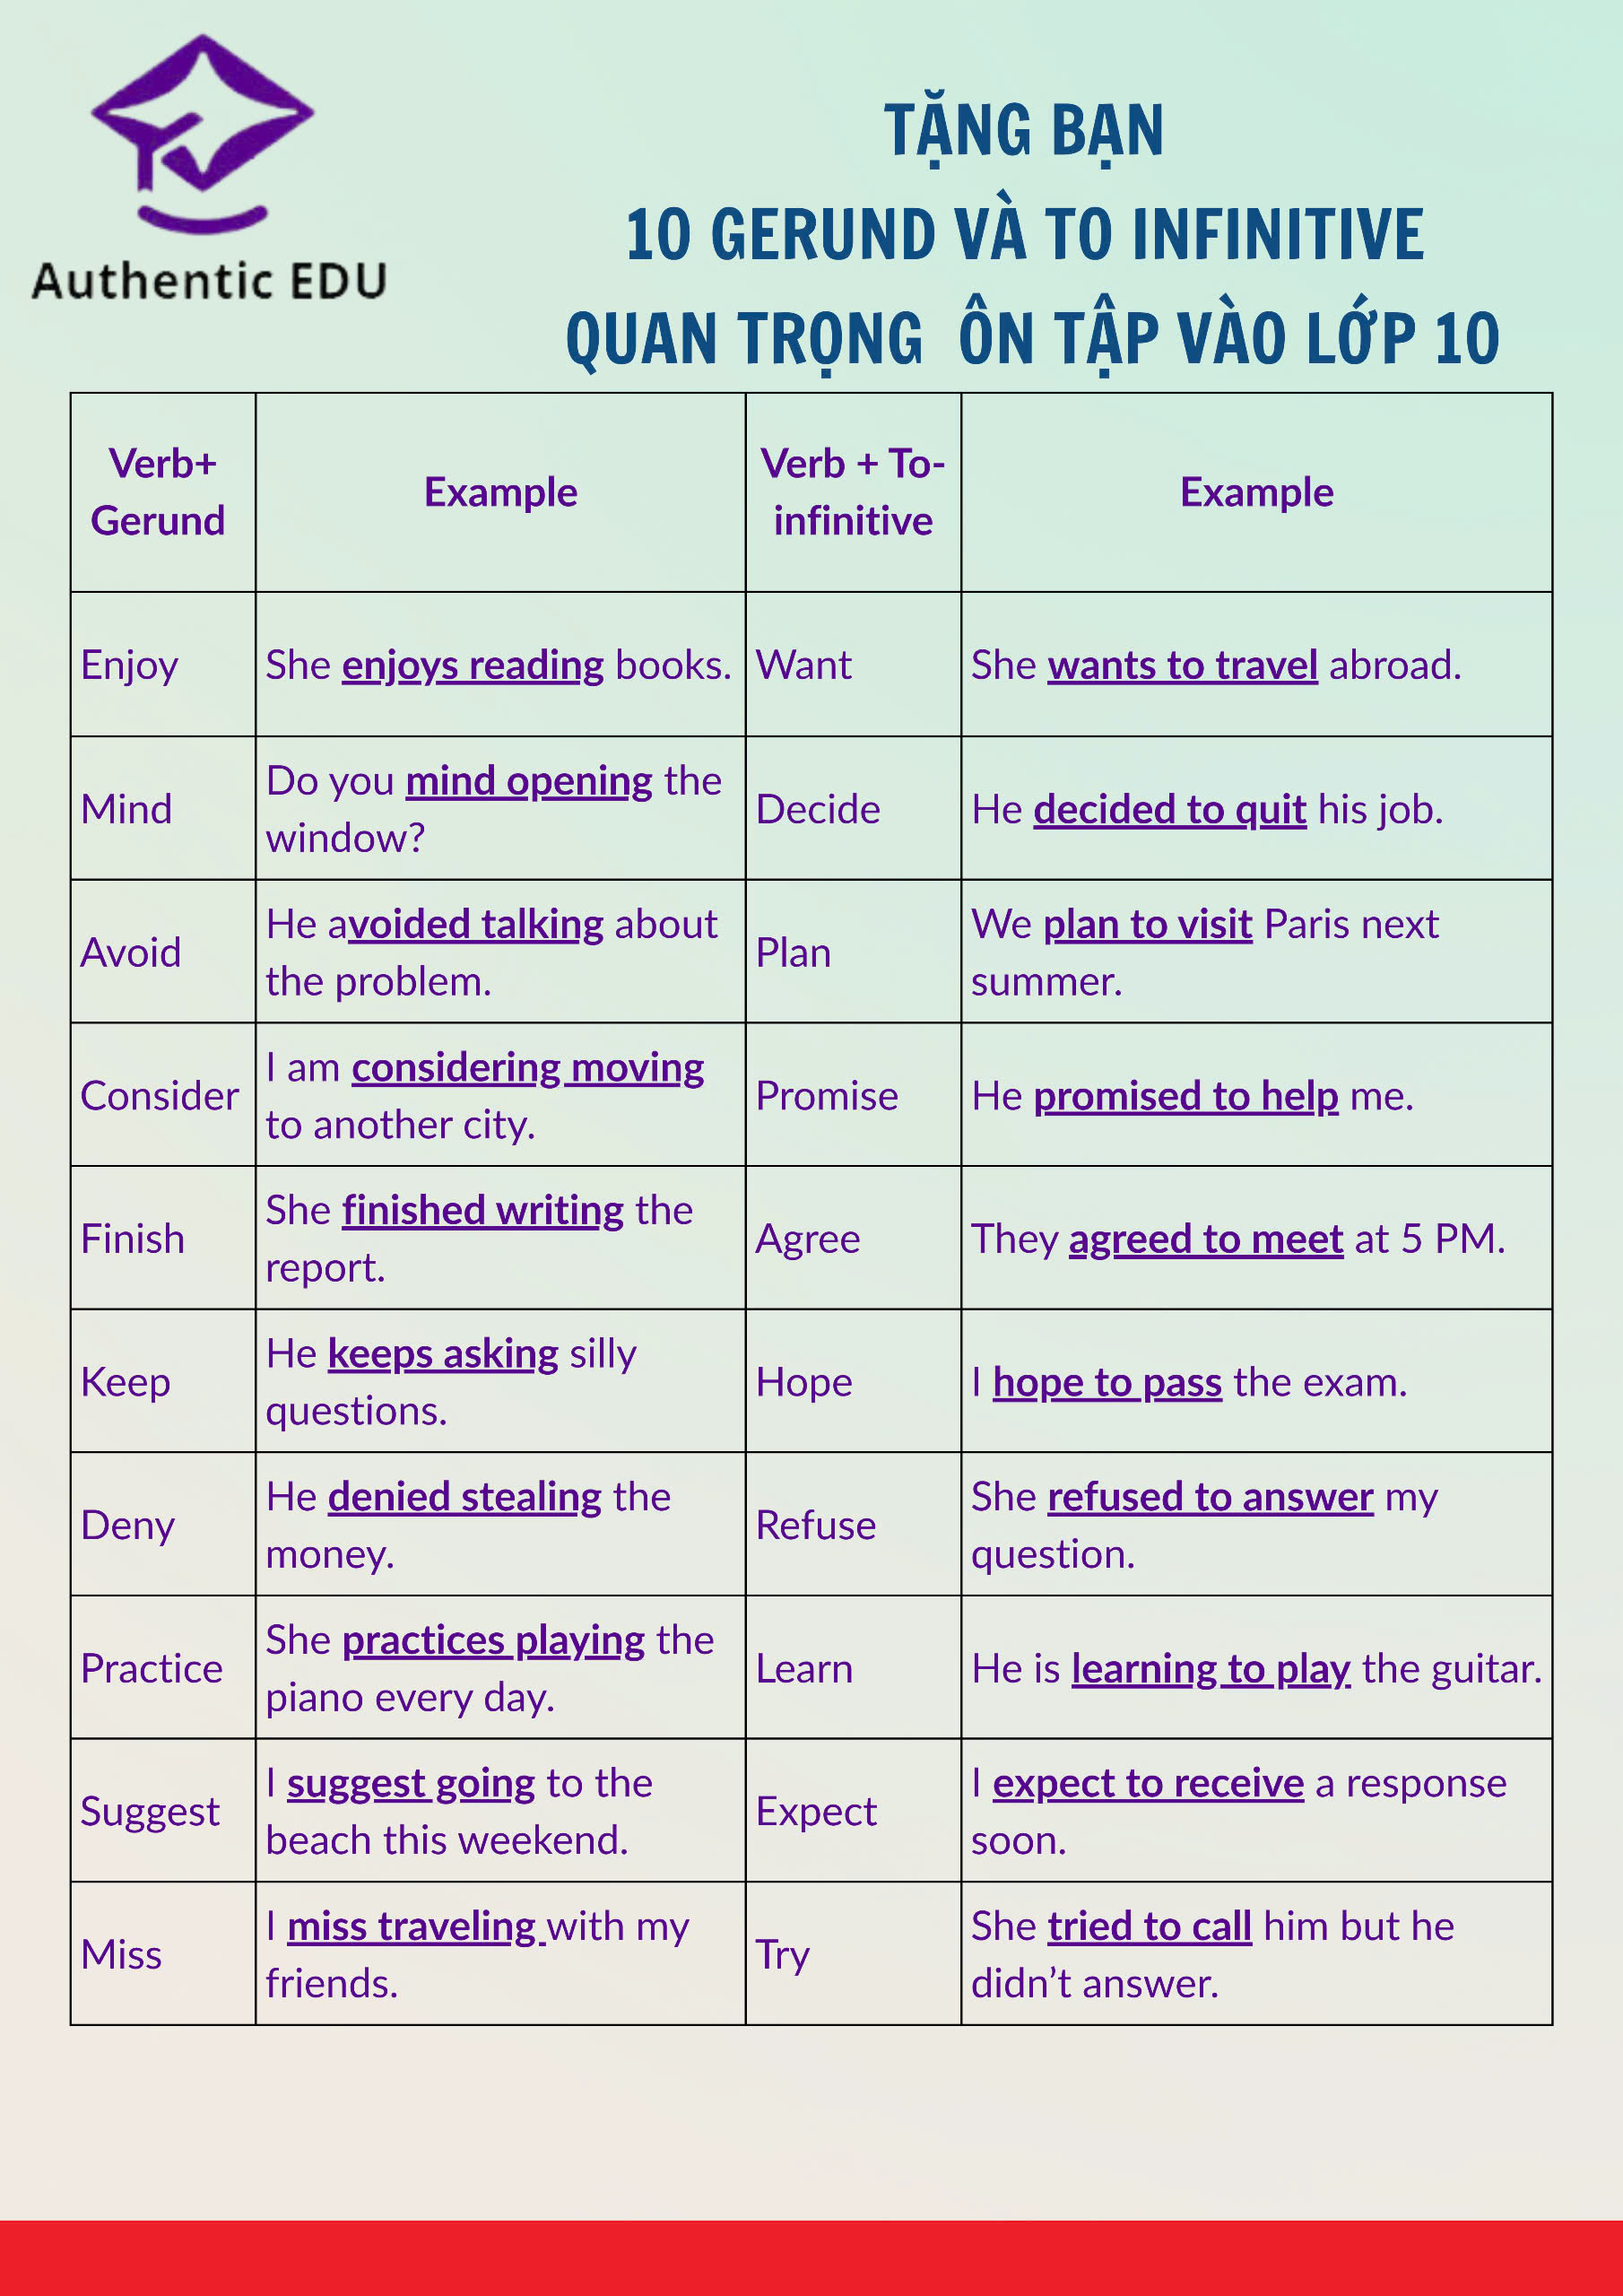 Authentic EDU
TẶNG BẠN
10 GERUND VÀ TO INFINITIVE
QUAN TRỌNG ÔN TẬP VÀO LỚP 10
Verb+
Gerund
Example
Verb + To-
infinitive
Example
Enjoy
She enjoys reading books.
Want
She wants to travel abroad.
Mind
Do you mind opening the
window?
Decide
He decided to quit his job.
Avoid
He avoided talking about
the problem.
Plan
We plan to visit Paris next
summer.
Consider
I am considering moving
to another city.
Promise
He promised to help me.
Finish
She finished writing the
report.
Agree
They agreed to meet at 5 PM.
Keep
He keeps asking silly
questions.
Hope
I hope to pass the exam.
Deny
He denied stealing the
money.
Refuse
She refused to answer my
question.
Practice
She practices playing the
piano every day.
Learn
He is learning to play the guitar.
Suggest
I suggest going to the
beach this weekend.
Expect
I expect to receive a response
soon.
Miss
I miss traveling with my
friends.
Try
She tried to call him but he
didn’t answer.